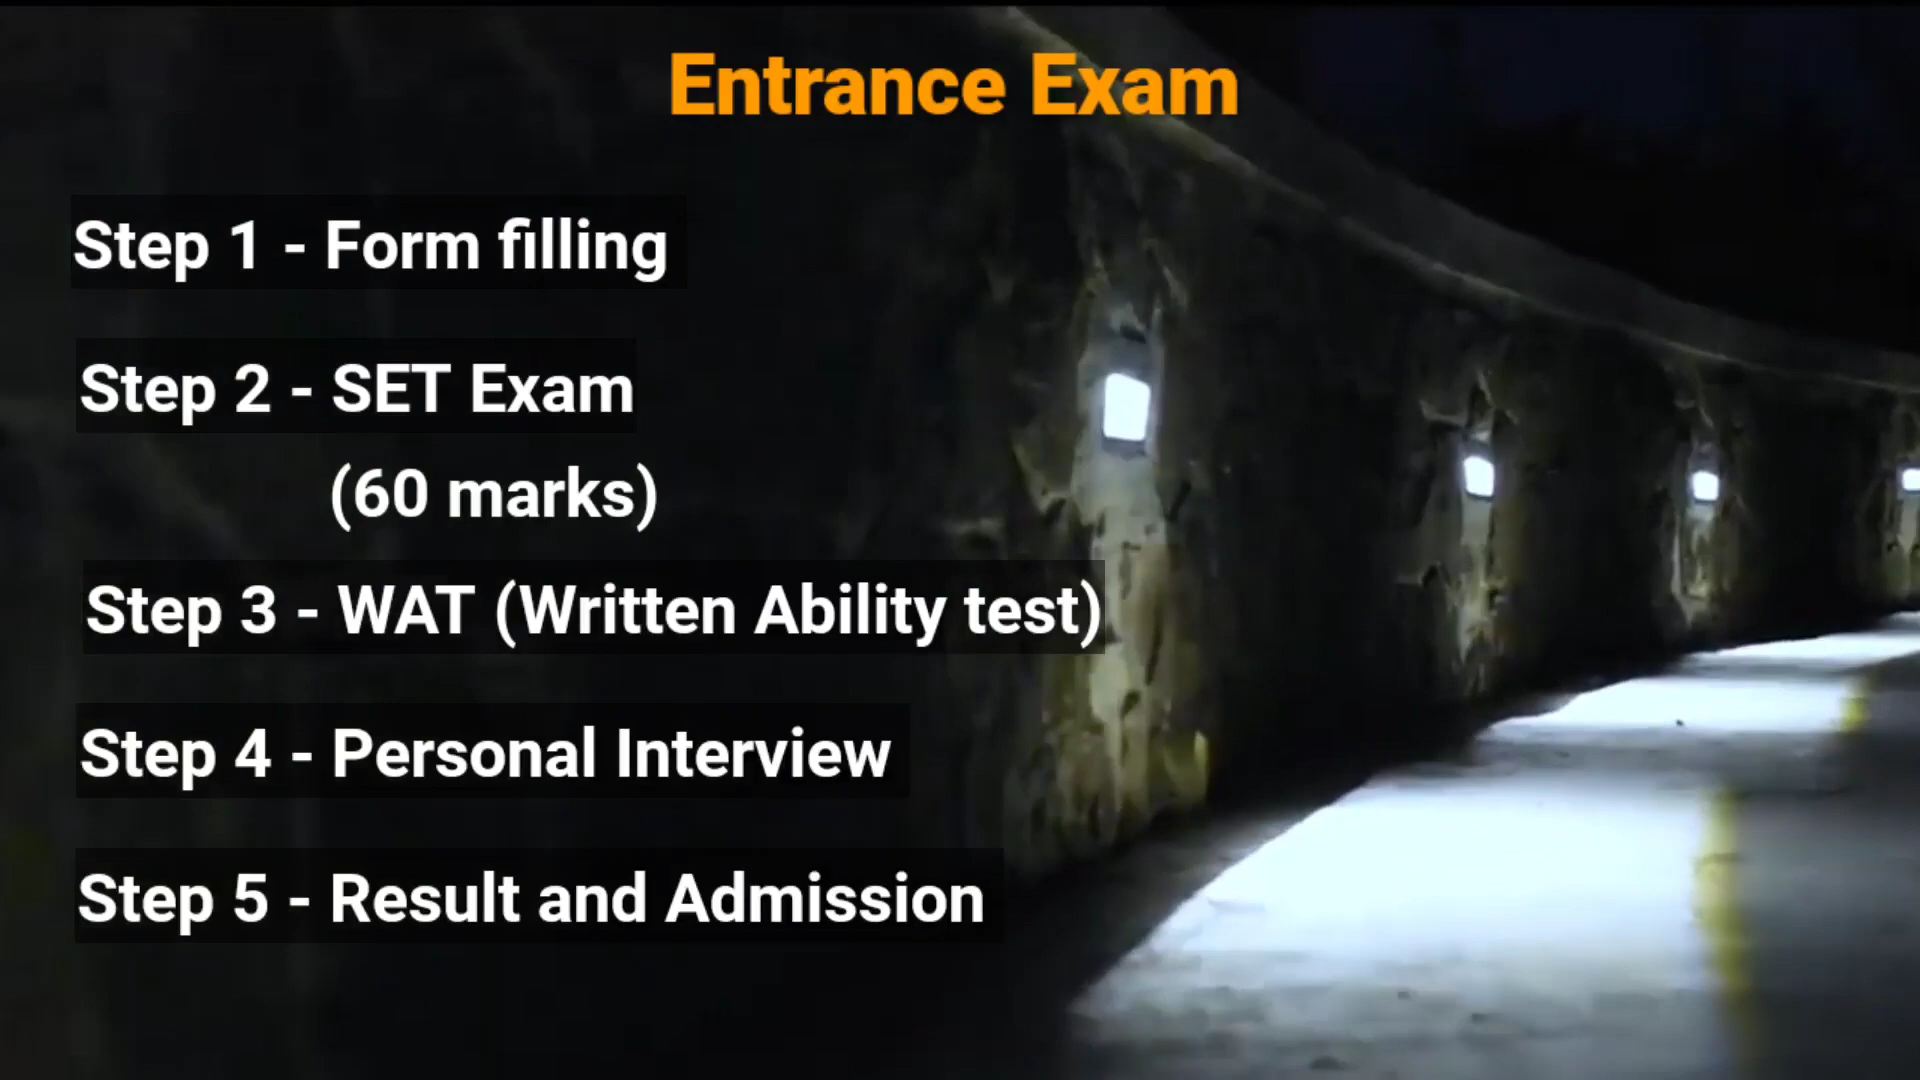 Entrance Exam
Step 1 - Form filling
Step 2 - SET Exam
(60 marks)
Step 3 - WAT (Written Ability test)
Step 4 - Personal Interview
Step 5 - Result and Admission